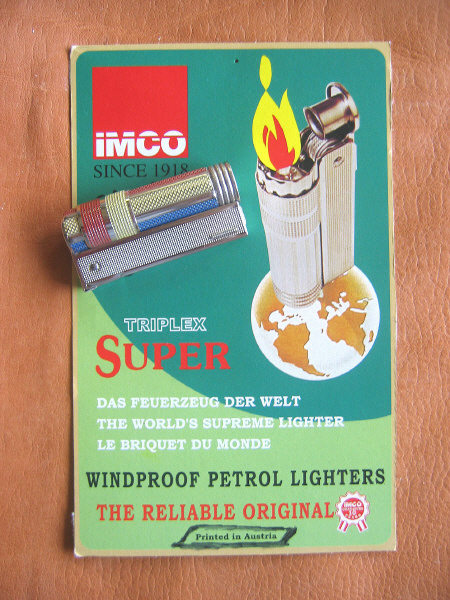 IMCO
SINCE 1918
TRIPLEX
SUPER
DAS FEUERZEUG DER WELT
THE WORLD'S SUPREME LIGHTER
LE BRIQUET DU MONDE
WINDPROOF PETROL LIGHTERS
THE RELIABLE ORIGINAL
IMCO
Printed in Austria